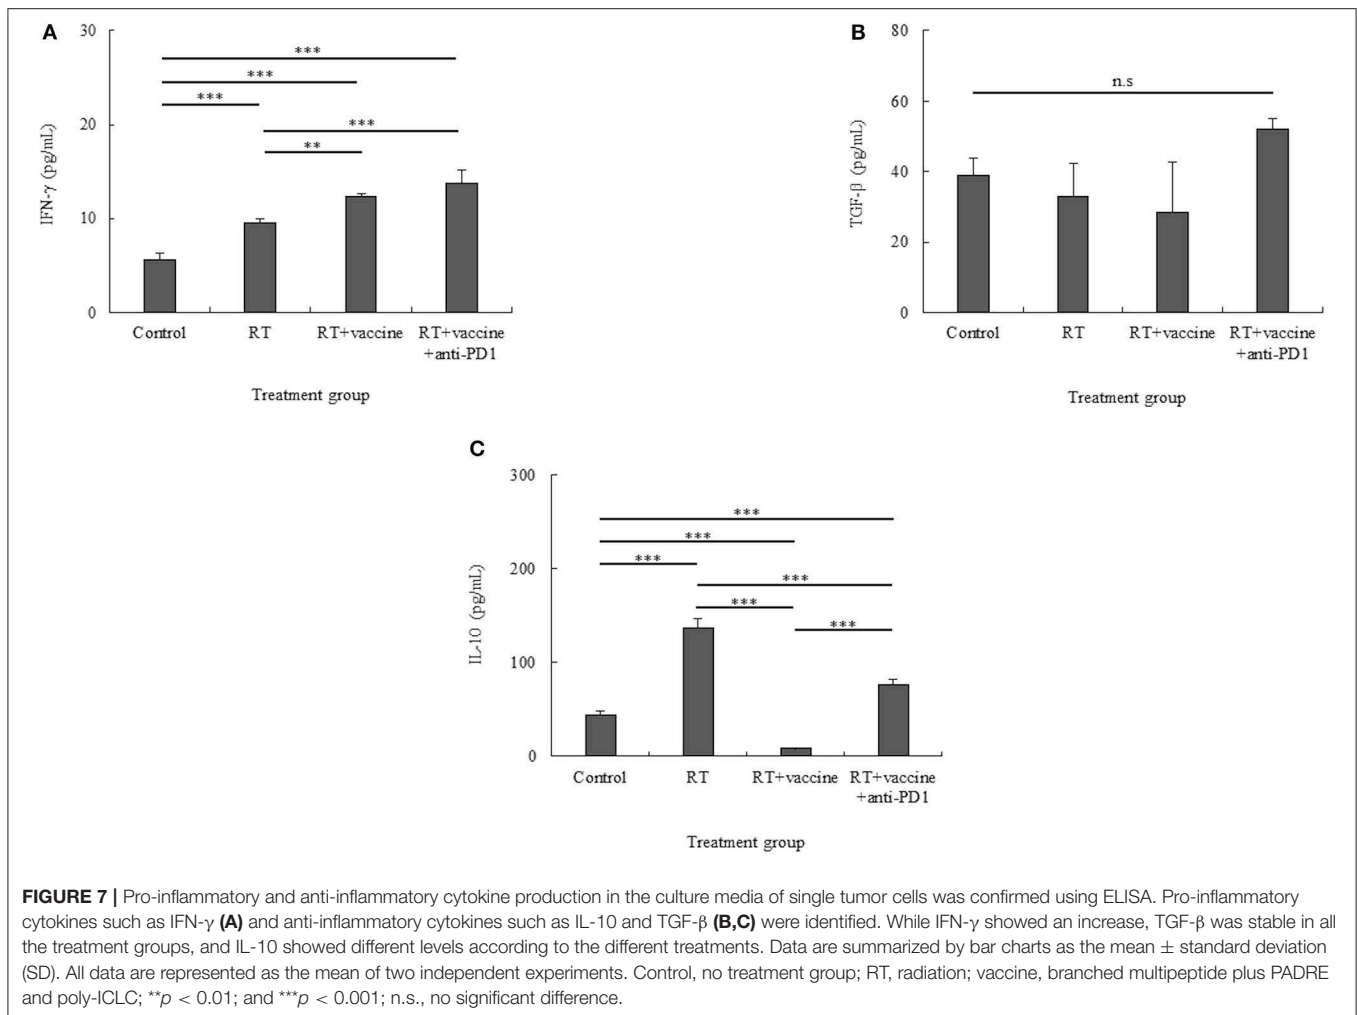 A
30
20
10
0
IFN-γ (pg/mL)
***
***
***
***
**
Control
RT
RT+vaccine
RT+vaccine
+anti-PD1
Treatment group
B
80
60
40
20
0
TGF-β (pg/mL)
n.s
Control
RT
RT+vaccine
RT+vaccine
+anti-PD1
Treatment group
C
300
200
100
0
IL-10 (pg/mL)
***
***
***
***
***
***
Control
RT
RT+vaccine
RT+vaccine
+anti-PD1
Treatment group
FIGURE 7 | Pro-inflammatory and anti-inflammatory cytokine production in the culture media of single tumor cells was confirmed using ELISA. Pro-inflammatory
cytokines such as IFN-γ (A) and anti-inflammatory cytokines such as IL-10 and TGF-β (B,C) were identified. While IFN-γ showed an increase, TGF-β was stable in all
the treatment groups, and IL-10 showed different levels according to the different treatments. Data are summarized by bar charts as the mean ± standard deviation
(SD). All data are represented as the mean of two independent experiments. Control, no treatment group; RT, radiation; vaccine, branched multipeptide plus PADRE
and poly-ICLC; **p < 0.01; and ***p < 0.001; n.s., no significant difference.